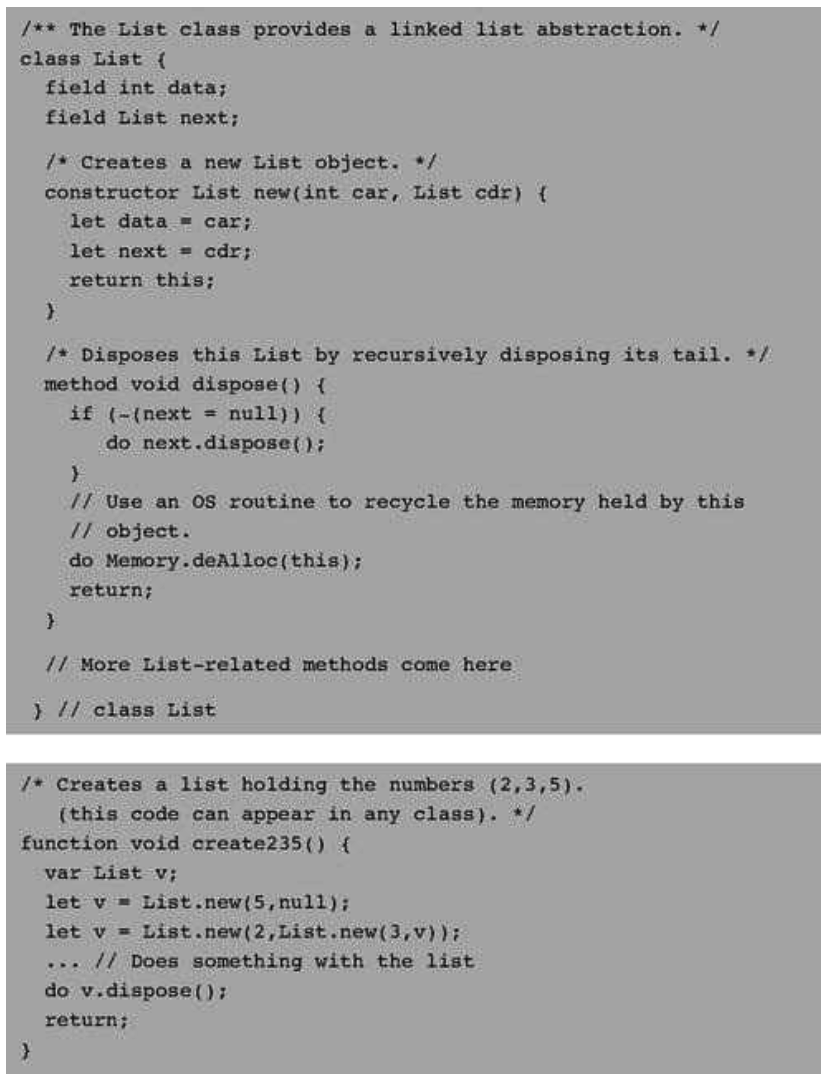 /** The List class provides a linked list abstraction. */
class List {
  field int data;
  field List next;
  /* Creates a new List object. */
  constructor List new(int car, List cdr) {
    let data = car;
    let next = cdr;
    return this;
  }
  /* Disposes this List by recursively disposing its tail. */
  method void dispose() {
    if (~(next = null)) {
       do next.dispose();
    }
    // Use an OS routine to recycle the memory held by this
    // object.
    do Memory.deAlloc(this);
    return;
  }
  // More List-related methods come here
 } // class List
/* Creates a list holding the numbers (2,3,5).
   (this code can appear in any class). */
function void create235() {
  var List v;
  let v = List.new(5,null);
  let v = List.new(2,List.new(3,v));
  ... // Does something with the list
  do v.dispose();
  return;
}